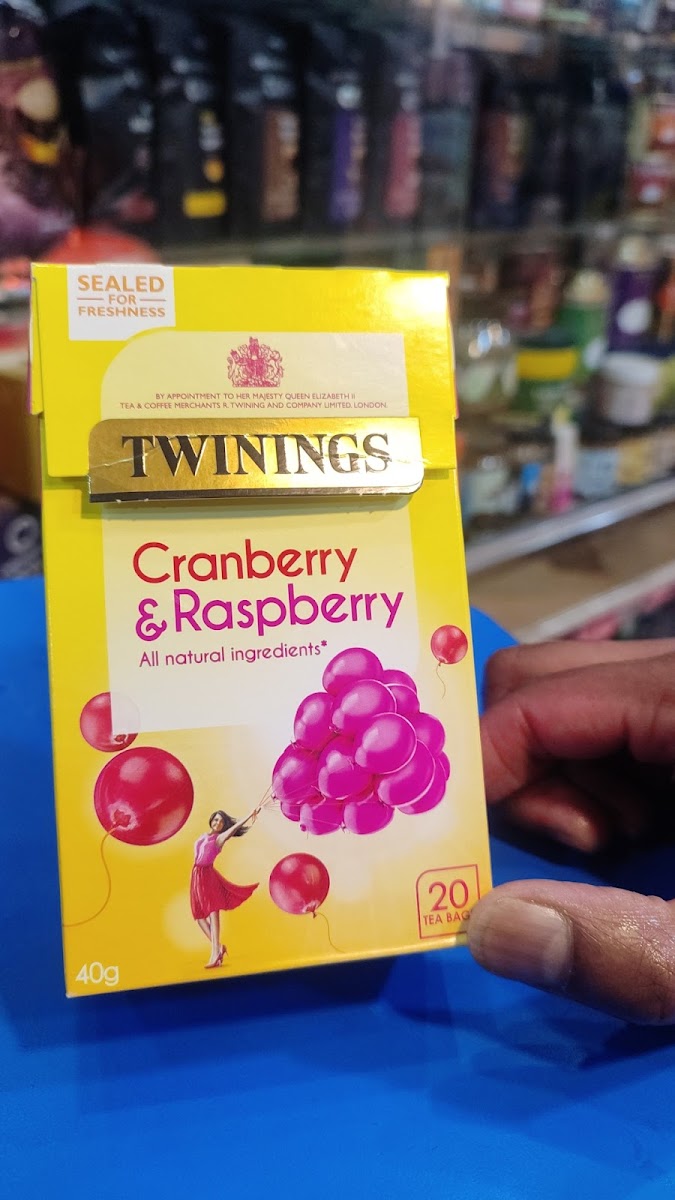 SEALED
FOR
FRESHNESS
BY APPOINTMENT TO HER MAJESTY QUEEN ELIZABETH II
TEA & COFFEE MERCHANTS R. TWINING AND COMPANY LIMITED, LONDON.
TWININGS
Cranberry
& Raspberry
All natural ingredients*
20
TEA BAG
40g